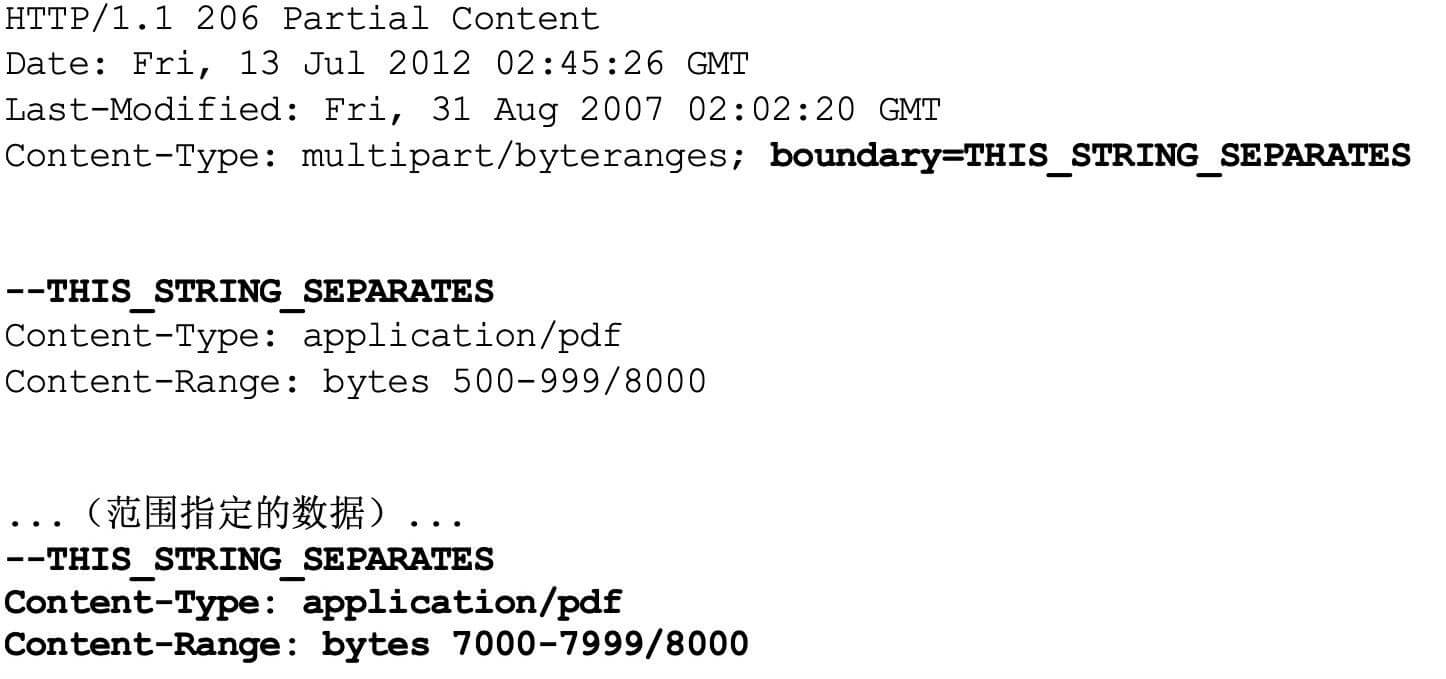 HTTP/1.1 206 Partial Content
Date: Fri, 13 Jul 2012 02:45:26 GMT
Last-Modified: Fri, 31 Aug 2007 02:02:20 GMT
Content-Type: multipart/byteranges; boundary=THIS_STRING_SEPARATES
--THIS_STRING_SEPARATES
Content-Type: application/pdf
Content-Range: bytes 500-999/8000
...（范围指定的数据）...
--THIS_STRING_SEPARATES
Content-Type: application/pdf
Content-Range: bytes 7000-7999/8000